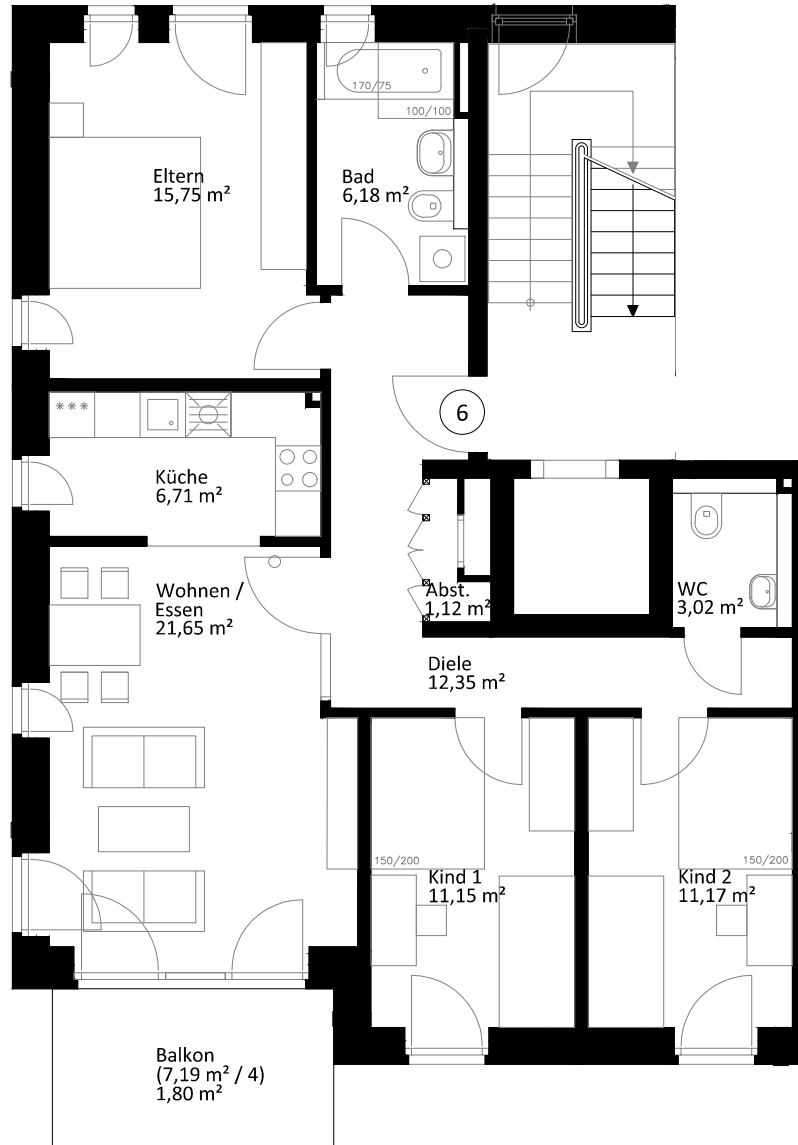 170/75
100/100
Eltern
15,75 m²
Bad
6,18 m²
6
***
Küche
6,71 m²
Wohnen /
Essen
21,65 m²
Abst.
1,12 m²
WC
3,02 m²
Diele
12,35 m²
150/200
Kind 1
11,15 m²
150/200
Kind 2
11,17 m²
Balkon
(7,19 m² / 4)
1,80 m²